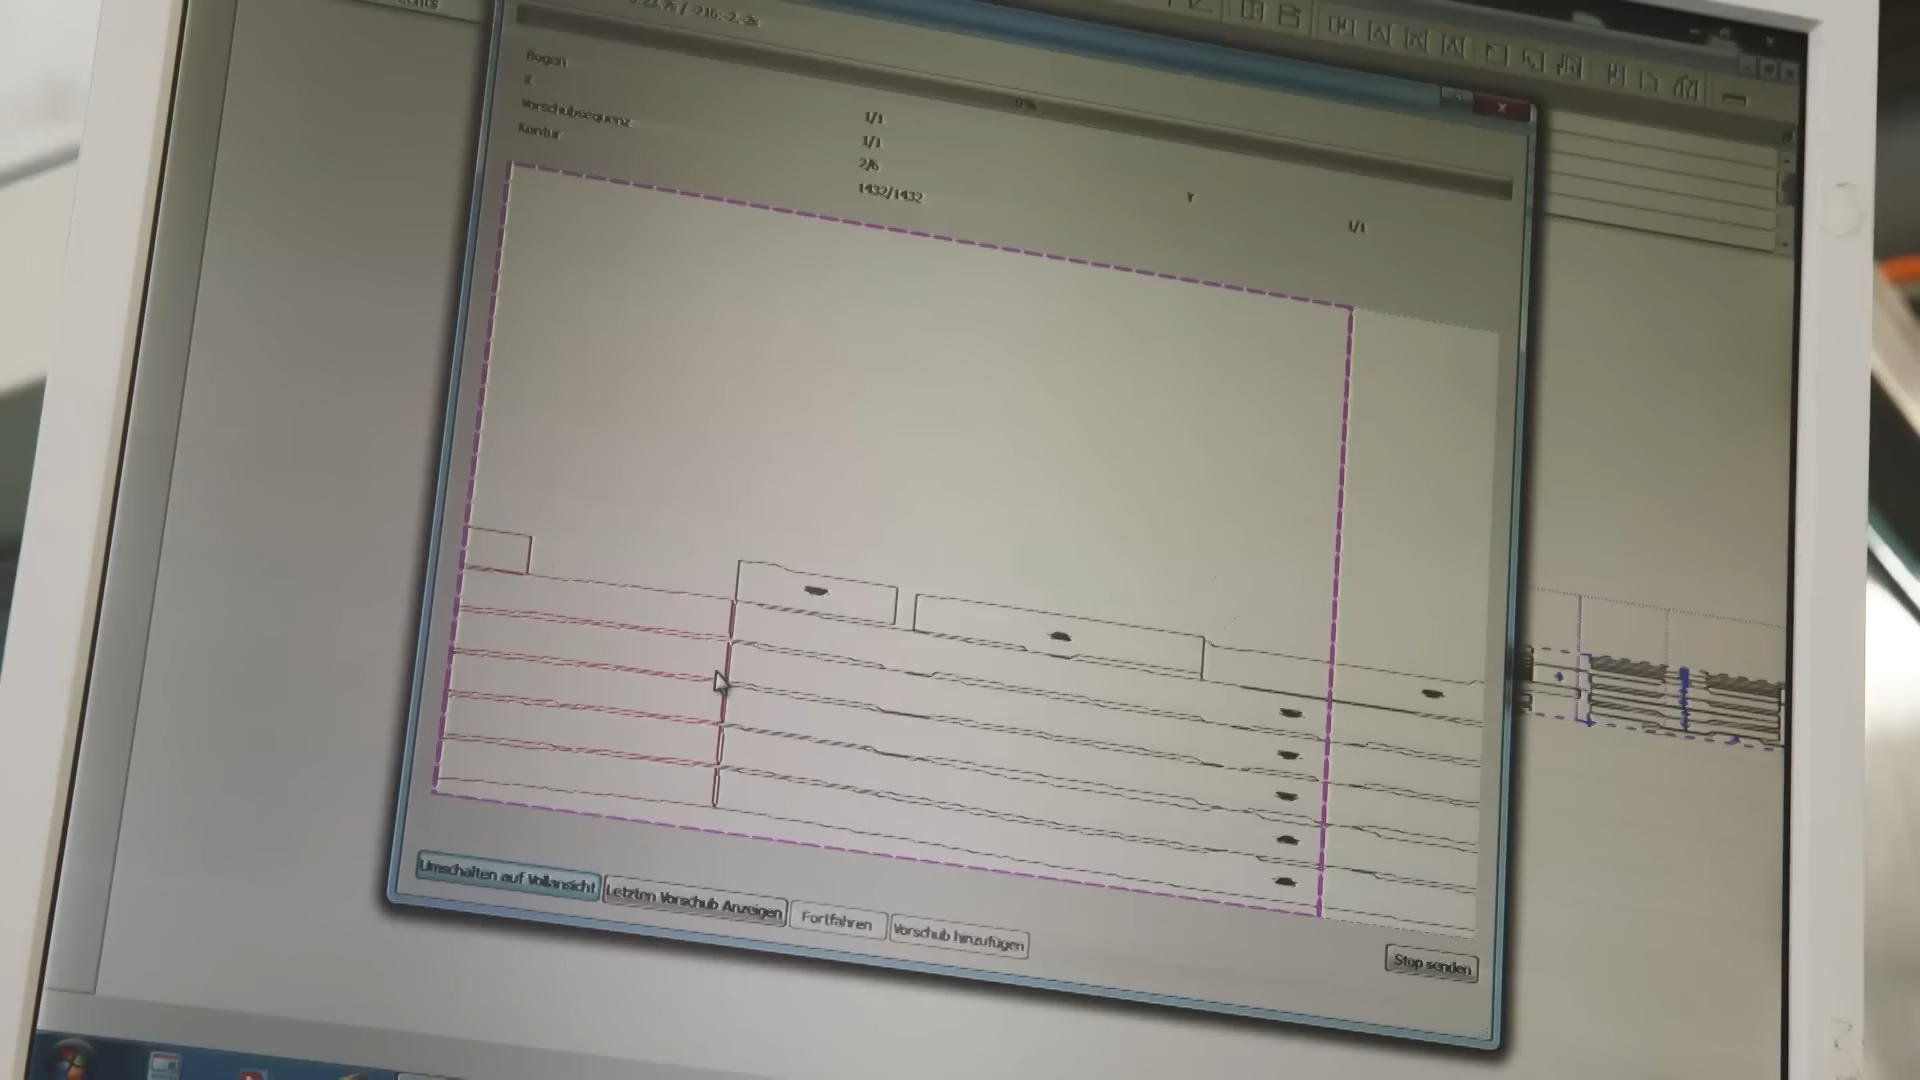 0%
Bogen
X 1/1
Vorschubsequenz 1/1
Kontur 2/6
1432/1432
Y 1/1
Umschalten auf Vollansicht
Letzten Vorschub Anzeigen
Fortfahren
Vorschub hinzufügen
Stop senden